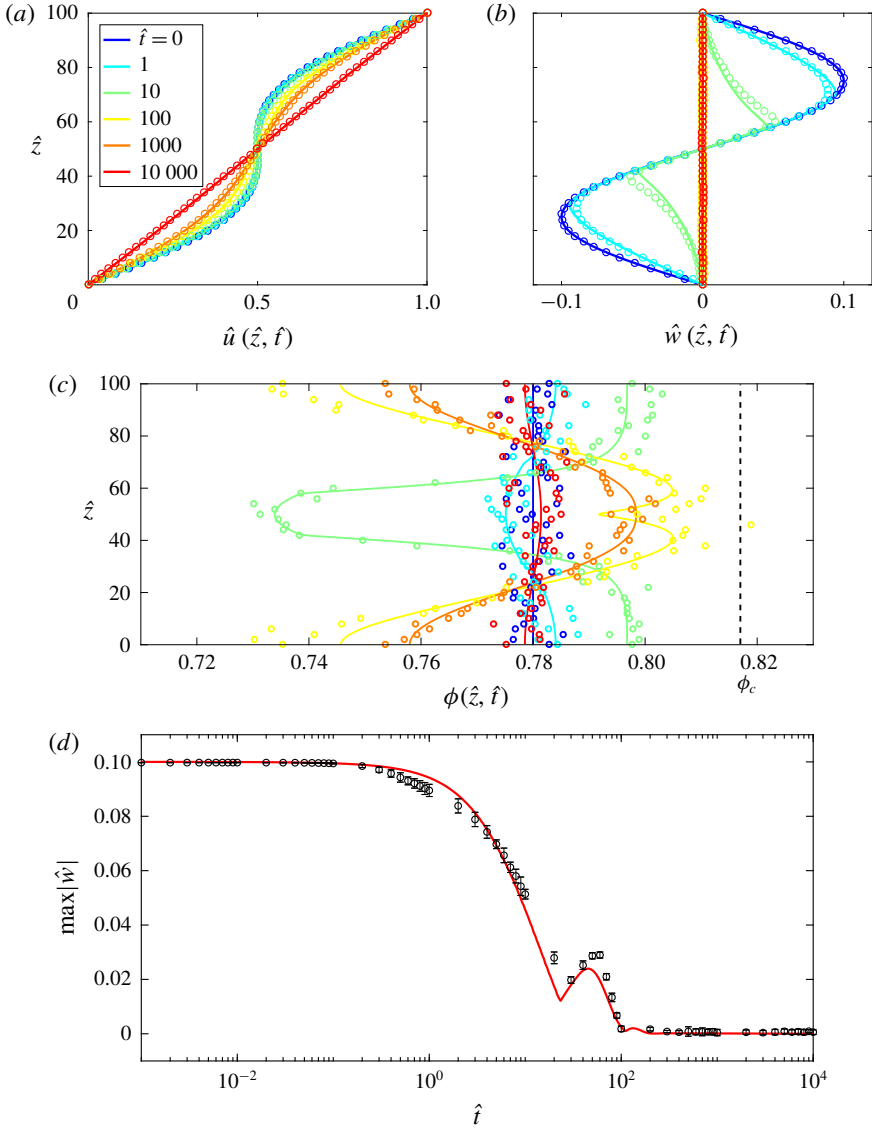 (a)
(b)
100
80
60
40
20
0
ẑ
t̂ = 0
1
10
100
1000
10 000
0.5
1.0
û (ẑ, t̂)
−0.1
0
0.1
ŵ (ẑ, t̂)
(c)
100
80
60
40
20
0
ẑ
0.72
0.74
0.76
0.78
0.80
0.82
ϕc
ϕ(ẑ, t̂)
(d)
0.10
0.08
0.06
0.04
0.02
0
max|ŵ|
10−2
100
102
104
t̂